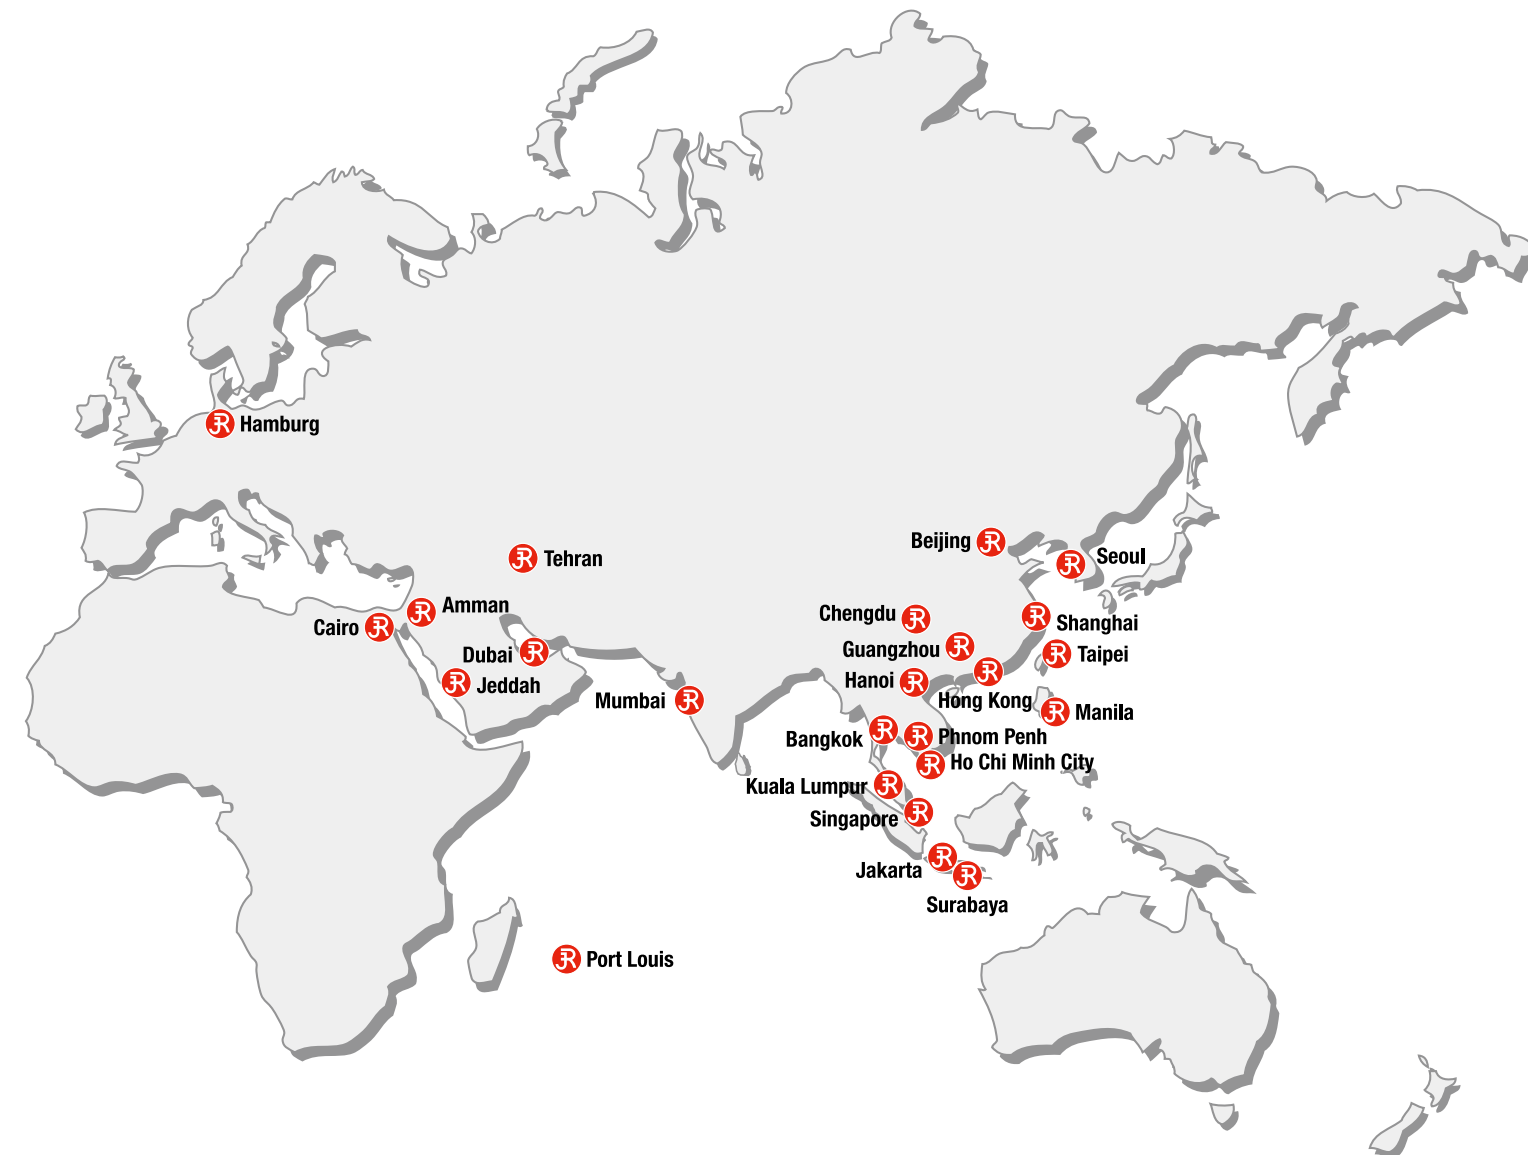 Hamburg
Beijing
Seoul
Tehran
Amman
Chengdu
Cairo
Shanghai
Guangzhou
Dubai
Taipei
Hanoi
Jeddah
Mumbai
Hong Kong
Manila
Bangkok
Phnom Penh
Ho Chi Minh City
Kuala Lumpur
Singapore
Jakarta
Surabaya
Port Louis